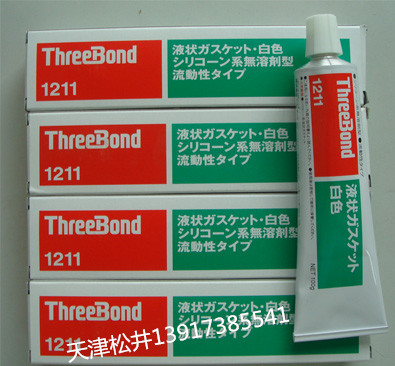 ThreeBond
1211
液状ガスケット・白色
シリコーン系無溶剤型
流動性タイプ
ThreeBond
1211
液状ガスケット・白色
シリコーン系無溶剤型
流動性タイプ
ThreeBond
1211
液状ガスケット・白色
シリコーン系無溶剤型
流動性タイプ
ThreeBond
1211
液状ガスケット・白色
シリコーン系無溶剤型
流動性タイプ
天津松井13917385541
ThreeBond
1211
液状ガスケット
白色
NET 100g